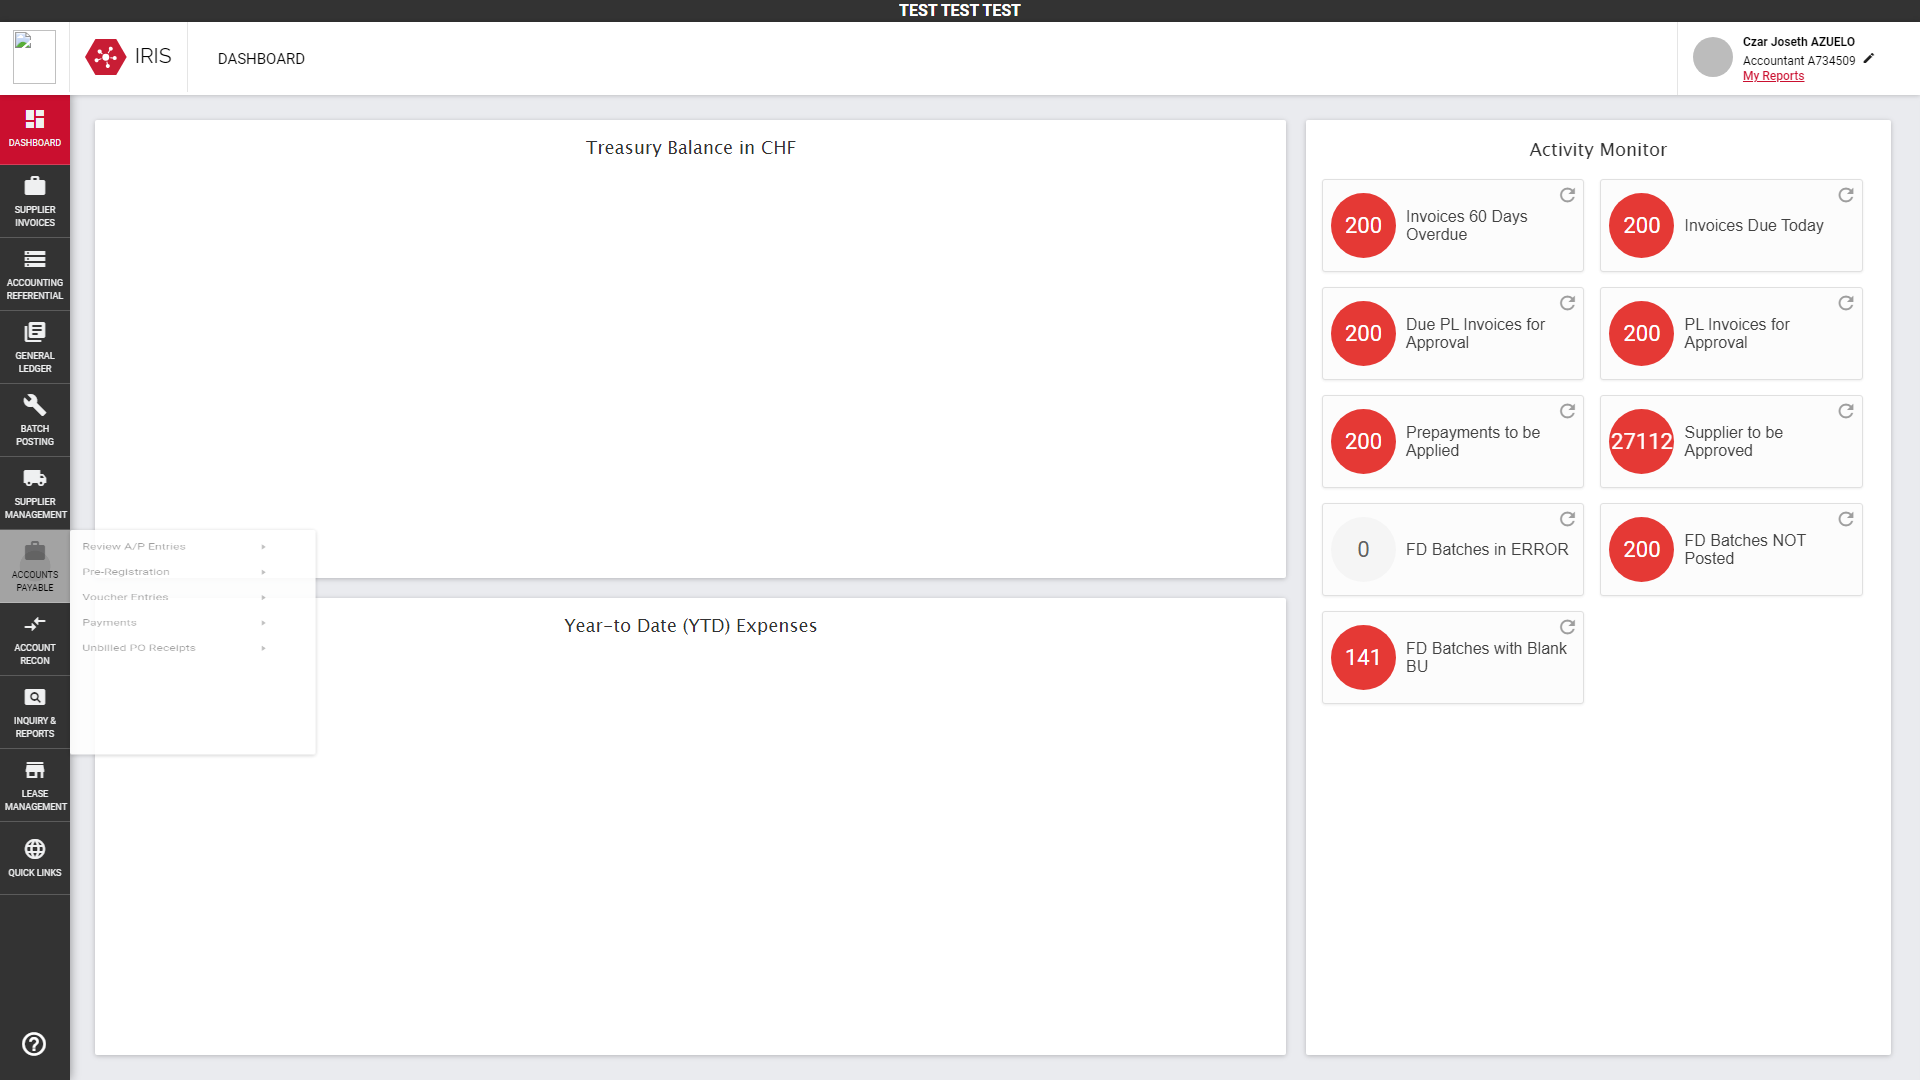 TEST TEST TEST
IRIS
DASHBOARD
Czar Joseth AZUELO
Accountant A734509
My Reports
DASHBOARD
SUPPLIER
INVOICES
ACCOUNTING
REFERENTIAL
GENERAL
LEDGER
BATCH
POSTING
SUPPLIER
MANAGEMENT
ACCOUNTS
PAYABLE
ACCOUNT
RECON
INQUIRY &
REPORTS
LEASE
MANAGEMENT
QUICK LINKS
Review A/P Entries
Pre-Registration
Voucher Entries
Payments
Unbilled PO Receipts
Treasury Balance in CHF
Year-to Date (YTD) Expenses
Activity Monitor
200
Invoices 60 Days
Overdue
200
Invoices Due Today
200
Due PL Invoices for
Approval
200
PL Invoices for
Approval
200
Prepayments to be
Applied
27112
Supplier to be
Approved
0
FD Batches in ERROR
200
FD Batches NOT
Posted
141
FD Batches with Blank
BU